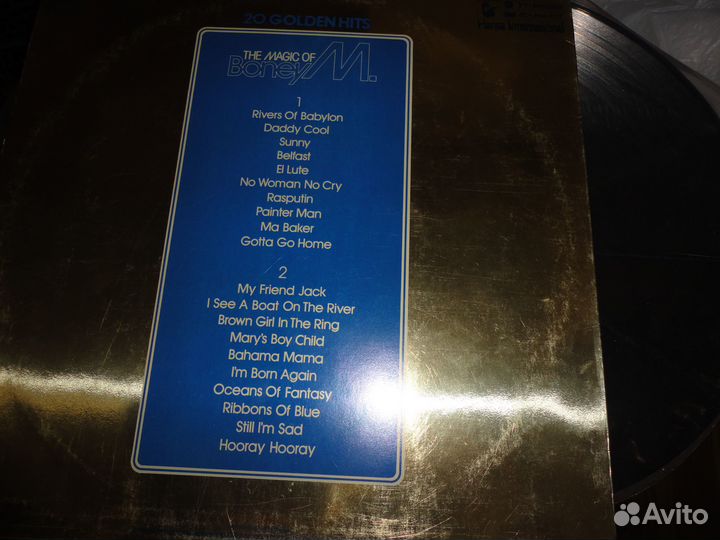 20 GOLDEN HITS
THE MAGIC OF
Boney M.
1
Rivers Of Babylon
Daddy Cool
Sunny
Belfast
El Lute
No Woman No Cry
Rasputin
Painter Man
Ma Baker
Gotta Go Home
2
My Friend Jack
I See A Boat On The River
Brown Girl In The Ring
Mary's Boy Child
Bahama Mama
I'm Born Again
Oceans Of Fantasy
Ribbons Of Blue
Still I'm Sad
Hooray Hooray
Hansa International
Avito